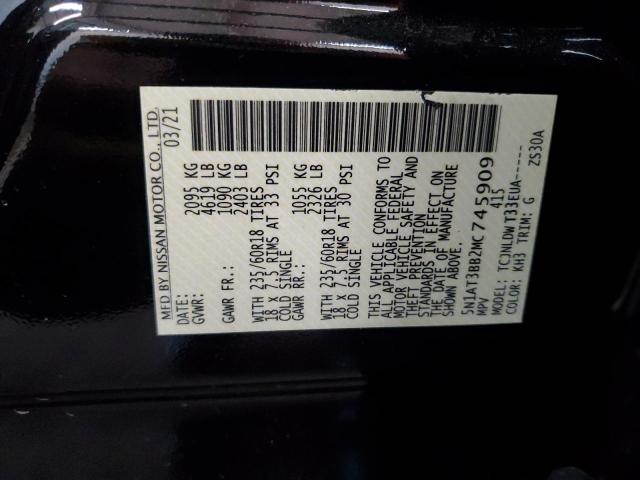 MFD BY NISSAN MOTOR CO., LTD.
DATE: 03/21
GVWR: 2095 KG
4619 LB
GAWR FR.: 1090 KG
2403 LB
WITH 235/60R18 TIRES
18 X 7.5 RIMS AT 33 PSI
COLD SINGLE
GAWR RR.: 1055 KG
2326 LB
WITH 235/60R18 TIRES
18 X 7.5 RIMS AT 30 PSI
COLD SINGLE
THIS VEHICLE CONFORMS TO
ALL APPLICABLE FEDERAL
MOTOR VEHICLE SAFETY AND
THEFT PREVENTION
STANDARDS IN EFFECT ON
THE DATE OF MANUFACTURE
SHOWN ABOVE.
5N1AT3BB2MC745909
MPV 415
TCJNLDWT33EUA-----
COLOR: KH3 TRIM: G
ZS30A